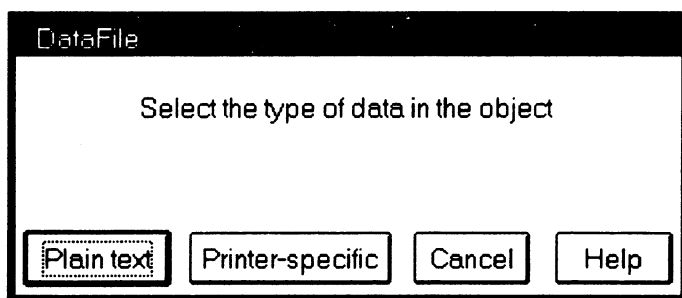 DataFile
Select the type of data in the object
Plain text Printer-specific Cancel Help